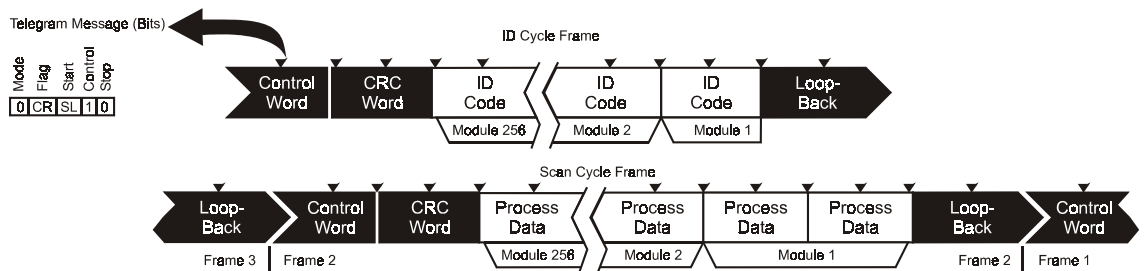 Telegram Message (Bits)
Mode Flag Start Control Stop
0 CR SL 1 0
ID Cycle Frame
Control Word
CRC Word
ID Code
ID Code
ID Code
Loop-Back
Module 256
Module 2
Module 1
Scan Cycle Frame
Loop-Back
Control Word
CRC Word
Process Data
Process Data
Process Data
Process Data
Loop-Back
Control Word
Frame 3
Frame 2
Module 256
Module 2
Module 1
Frame 2
Frame 1